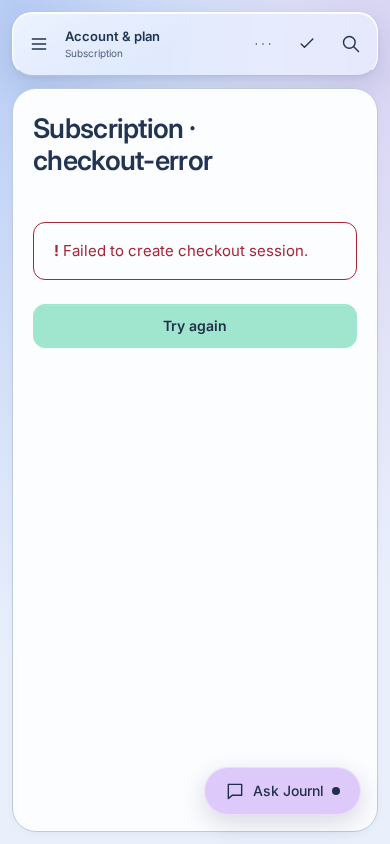 Account & plan
Subscription
···
Subscription ·
checkout-error
! Failed to create checkout session.
Try again
Ask Journl